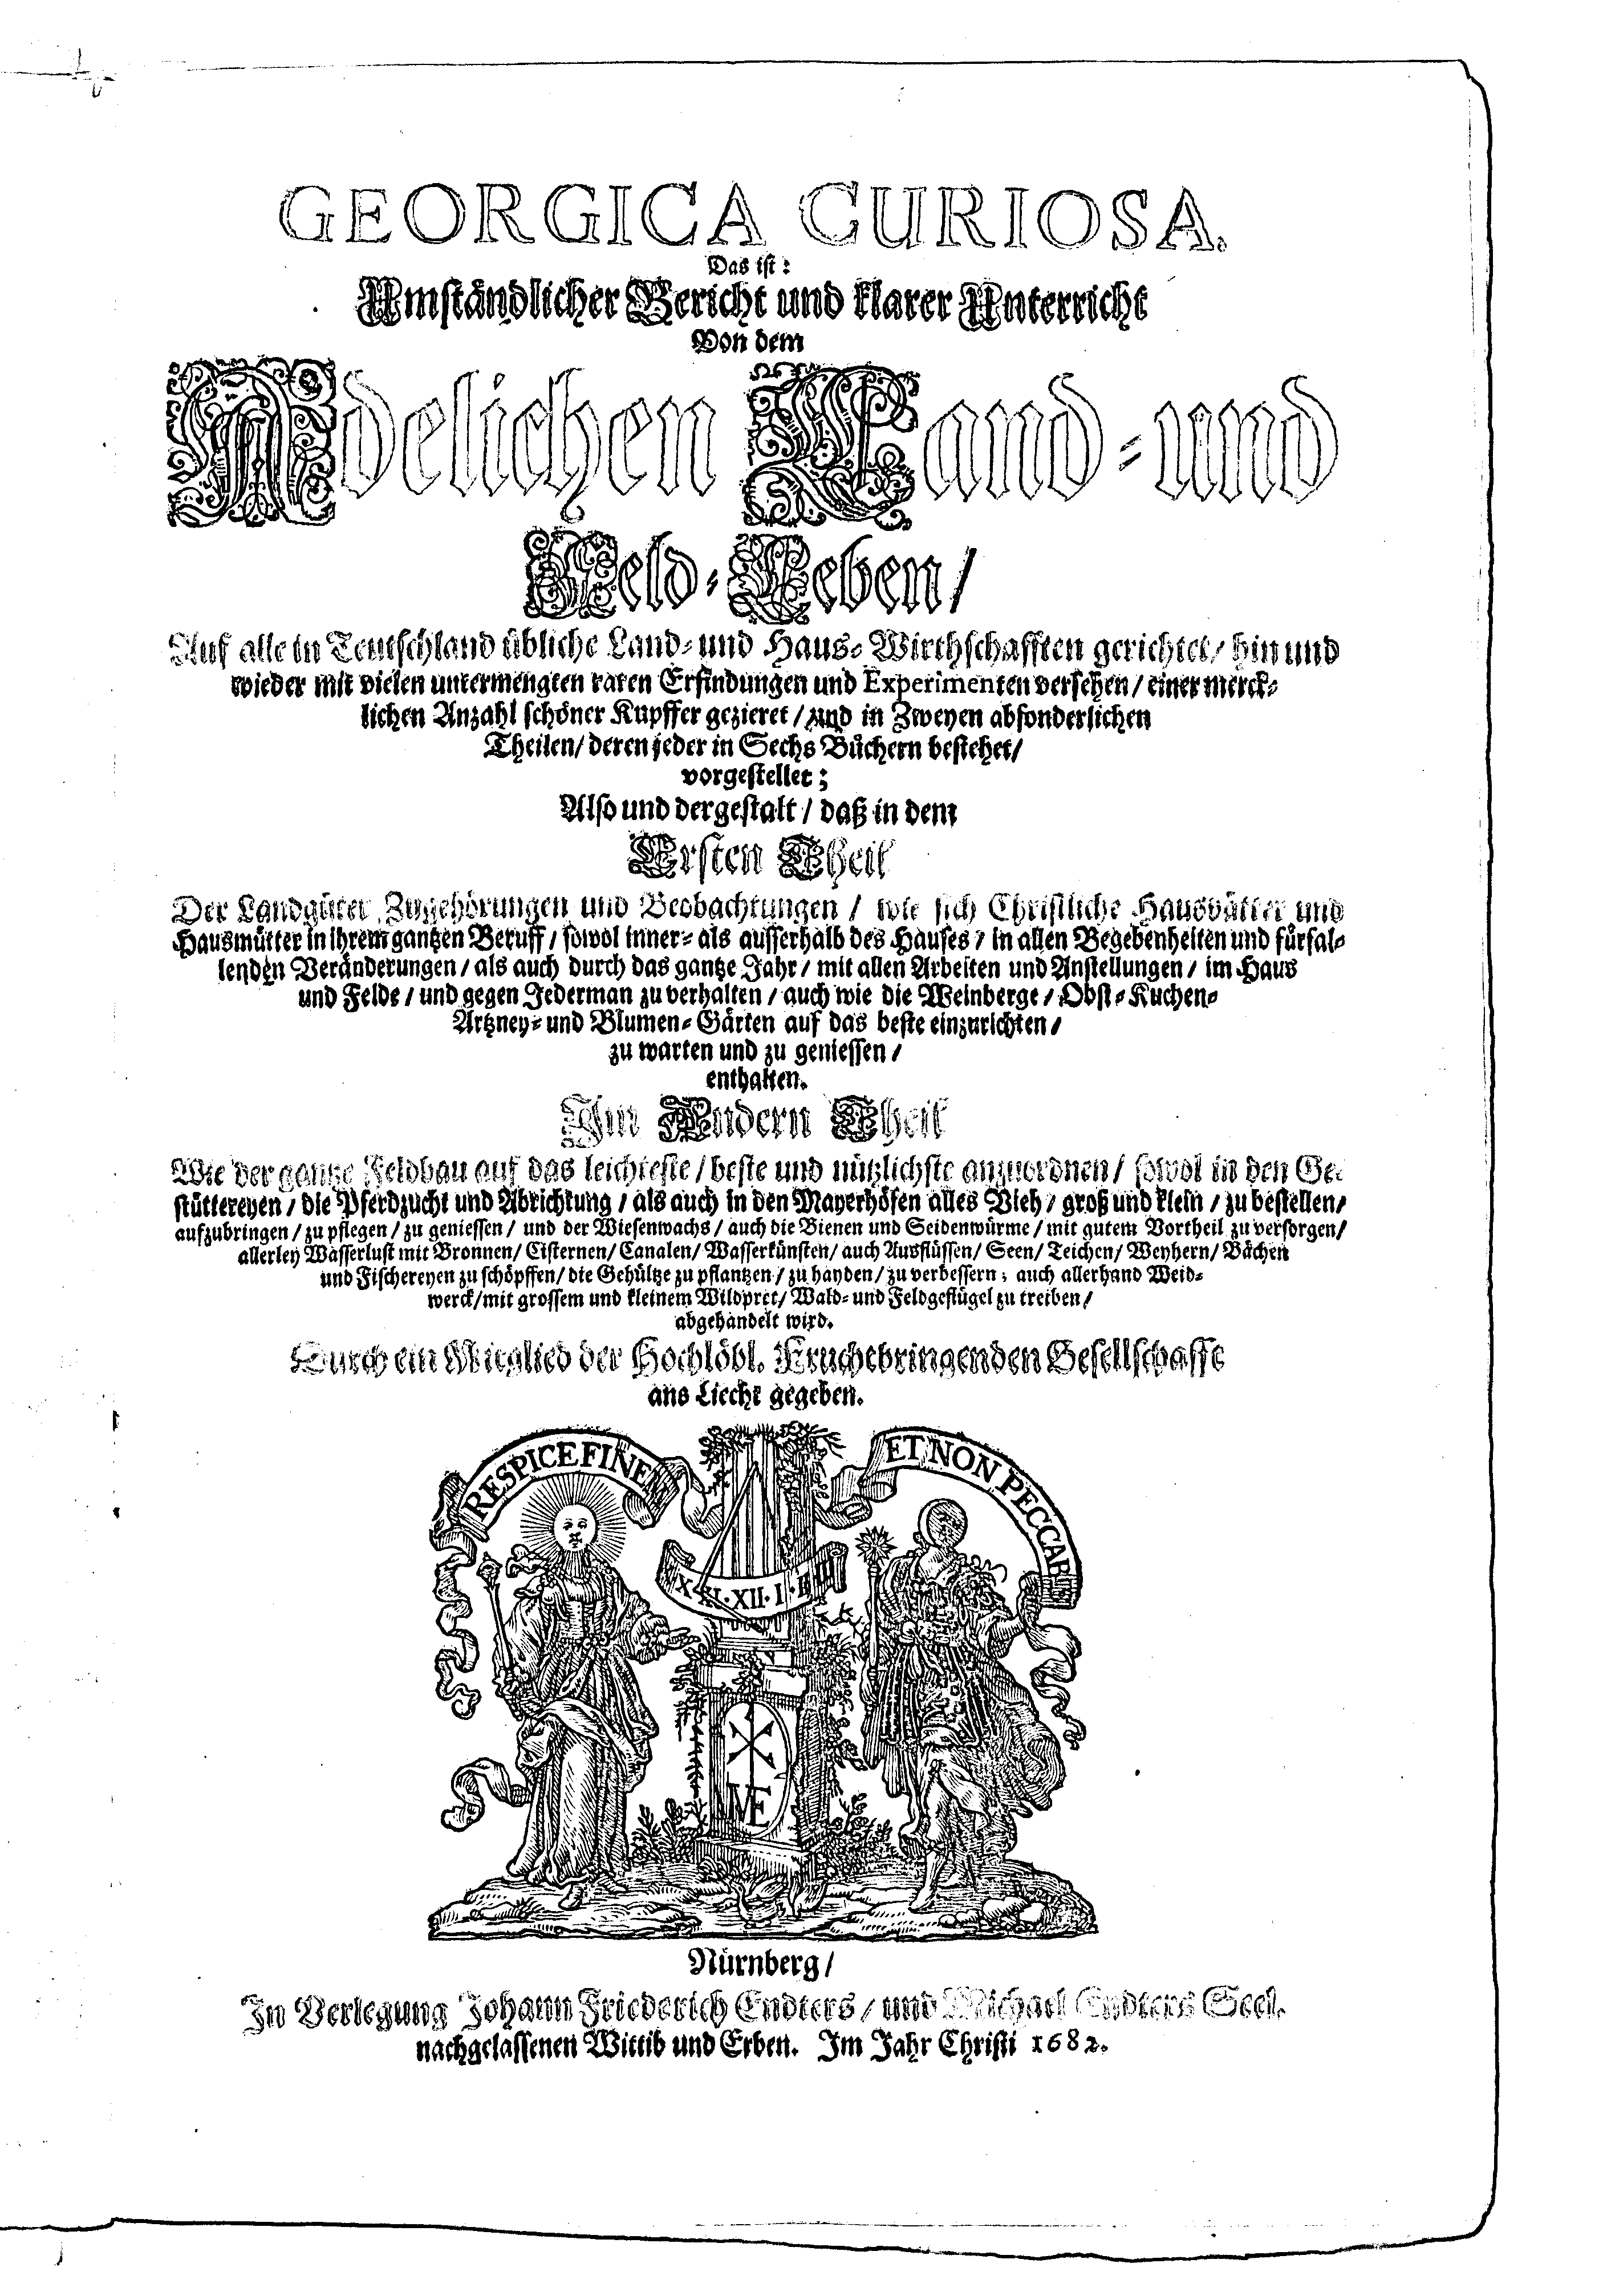 GEORGICA CURIOSA.
Das ist:
Umständlicher Bericht und klarer Unterricht
Von dem
Adelichen Land- und
Feld-Leben/
Auf alle in Teutschland übliche Land- und Haus-Wirthschafften gerichtet/ hin und
wieder mit vielen untermengten raren Erfindungen und Experimenten versehen/ einer merck-
lichen Anzahl schöner Kupffer gezieret/ und in Zweyen absonderlichen
Theilen/ deren jeder in Sechs Büchern bestehet/
vorgestellet;
Also und dergestalt/ daß in dem
Ersten Theil
Der Landgüter Zugehörungen und Beobachtungen/ wie sich Christliche Hausvätter und
Hausmütter in ihrem gantzen Beruff/ sowol inner- als ausserhalb des Hauses/ in allen Begebenheiten und fürfal-
lenden Veränderungen/ als auch durch das gantze Jahr/ mit allen Arbeiten und Anstellungen/ im Haus
und Felde/ und gegen Jederman zu verhalten/ auch wie die Weinberge/ Obst- Kuchen-
Artzney- und Blumen-Gärten auf das beste einzurichten/
zu warten und zu geniessen/
enthalten.
Im Andern Theil
Wie der gantze Feldbau auf das leichteste/ beste und nützlichste anzuordnen/ sowol in den Ge-
stüttereyen/ die Pferdzucht und Abrichtung/ als auch in den Mayerhöfen alles Vieh/ groß und klein/ zu bestellen/
aufzubringen/ zu pflegen/ zu geniessen/ und der Wiesenwachs/ auch die Bienen und Seidenwürme/ mit gutem Vortheil zu versorgen/
allerley Wasserlust mit Bronnen/ Cisternen/ Canalen/ Wasserkünsten/ auch Ausflüssen/ Seen/ Teichen/ Weyhern/ Bächen
und Fischereyen zu schöpffen/ die Gehültze zu pflantzen/ zu hayden/ zu verbessern; auch allerhand Weid-
werck/ mit grossem und kleinem Wildpret/ Wald- und Feldgeflügel zu treiben/
abgehandelt wird.
Durch ein Mitglied der Hochlöbl. Fruchtbringenden Gesellschafft
ans Liecht gegeben.
RESPICE FINEM
ET NON PECCABIS
X·XI·XII·I·II·III
Nürnberg/
In Verlegung Johann Friederich Endters/ und Michael Endters Seel.
nachgelassenen Wittib und Erben. Im Jahr Christi 1682.